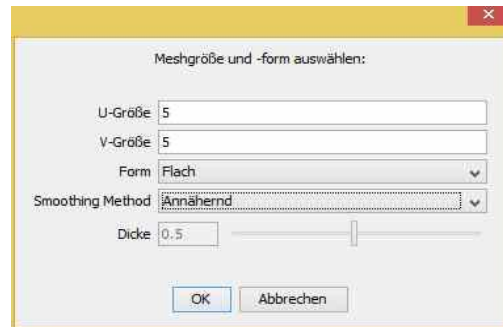 Meshgröße und -form auswählen:
U-Größe 5
V-Größe 5
Form Flach
Smoothing Method Annähernd
Dicke 0.5
OK Abbrechen